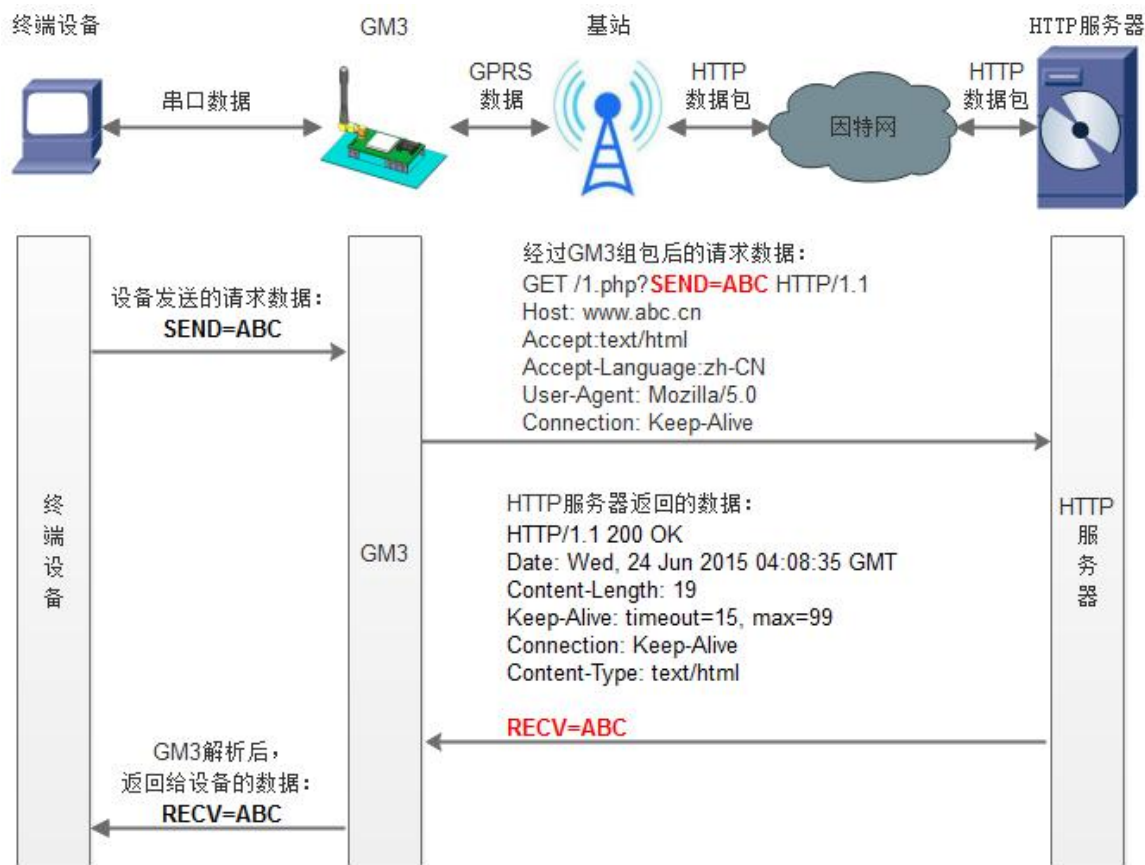 终端设备
GM3
基站
HTTP服务器
串口数据
GPRS
数据
HTTP
数据包
因特网
HTTP
数据包
设备发送的请求数据：
SEND=ABC
经过GM3组包后的请求数据：
GET /1.php?SEND=ABC HTTP/1.1
Host: www.abc.cn
Accept:text/html
Accept-Language:zh-CN
User-Agent: Mozilla/5.0
Connection: Keep-Alive
终
端
设
备
GM3
HTTP
服
务
器
HTTP服务器返回的数据：
HTTP/1.1 200 OK
Date: Wed, 24 Jun 2015 04:08:35 GMT
Content-Length: 19
Keep-Alive: timeout=15, max=99
Connection: Keep-Alive
Content-Type: text/html
RECV=ABC
GM3解析后，
返回给设备的数据：
RECV=ABC